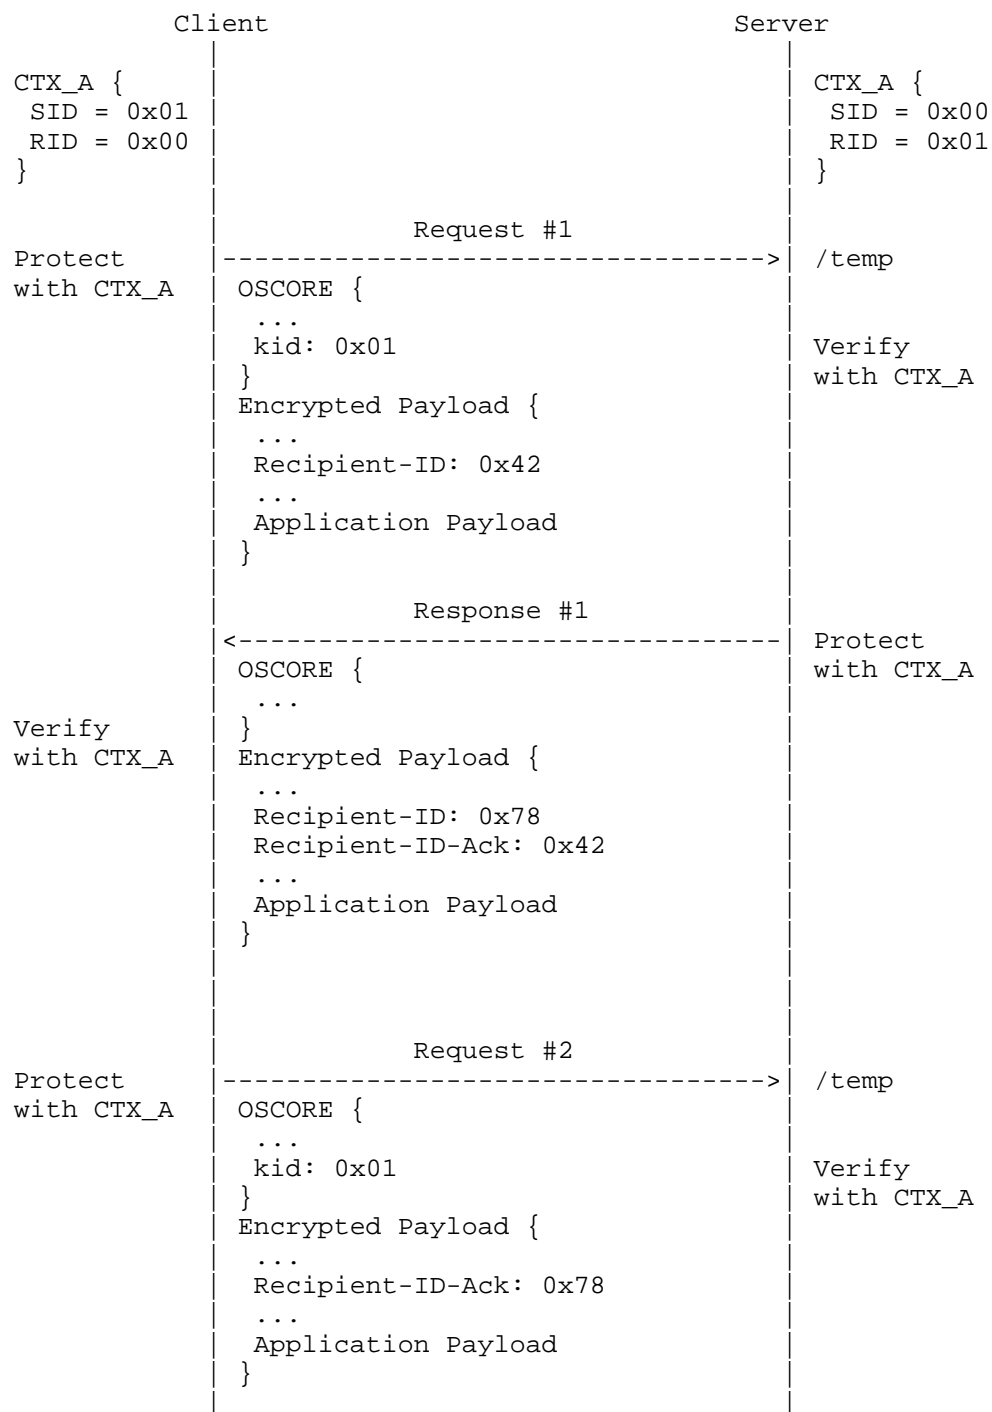 Client                             Server
            |                                   |
CTX_A {     |                                   | CTX_A {
 SID = 0x01 |                                   |  SID = 0x00
 RID = 0x00 |                                   |  RID = 0x01
}           |                                   | }
            |                                   |
            |            Request #1             |
Protect     |---------------------------------->| /temp
with CTX_A  | OSCORE {                          |
            |  ...                              |
            |  kid: 0x01                        | Verify
            | }                                 | with CTX_A
            | Encrypted Payload {               |
            |  ...                              |
            |  Recipient-ID: 0x42               |
            |  ...                              |
            |  Application Payload              |
            | }                                 |
            |                                   |
            |            Response #1            |
            |<----------------------------------| Protect
            | OSCORE {                          | with CTX_A
            |  ...                              |
Verify      | }                                 |
with CTX_A  | Encrypted Payload {               |
            |  ...                              |
            |  Recipient-ID: 0x78               |
            |  Recipient-ID-Ack: 0x42           |
            |  ...                              |
            |  Application Payload              |
            | }                                 |
            |                                   |
            |                                   |
            |                                   |
            |            Request #2             |
Protect     |---------------------------------->| /temp
with CTX_A  | OSCORE {                          |
            |  ...                              |
            |  kid: 0x01                        | Verify
            | }                                 | with CTX_A
            | Encrypted Payload {               |
            |  ...                              |
            |  Recipient-ID-Ack: 0x78           |
            |  ...                              |
            |  Application Payload              |
            | }                                 |
            |                                   |